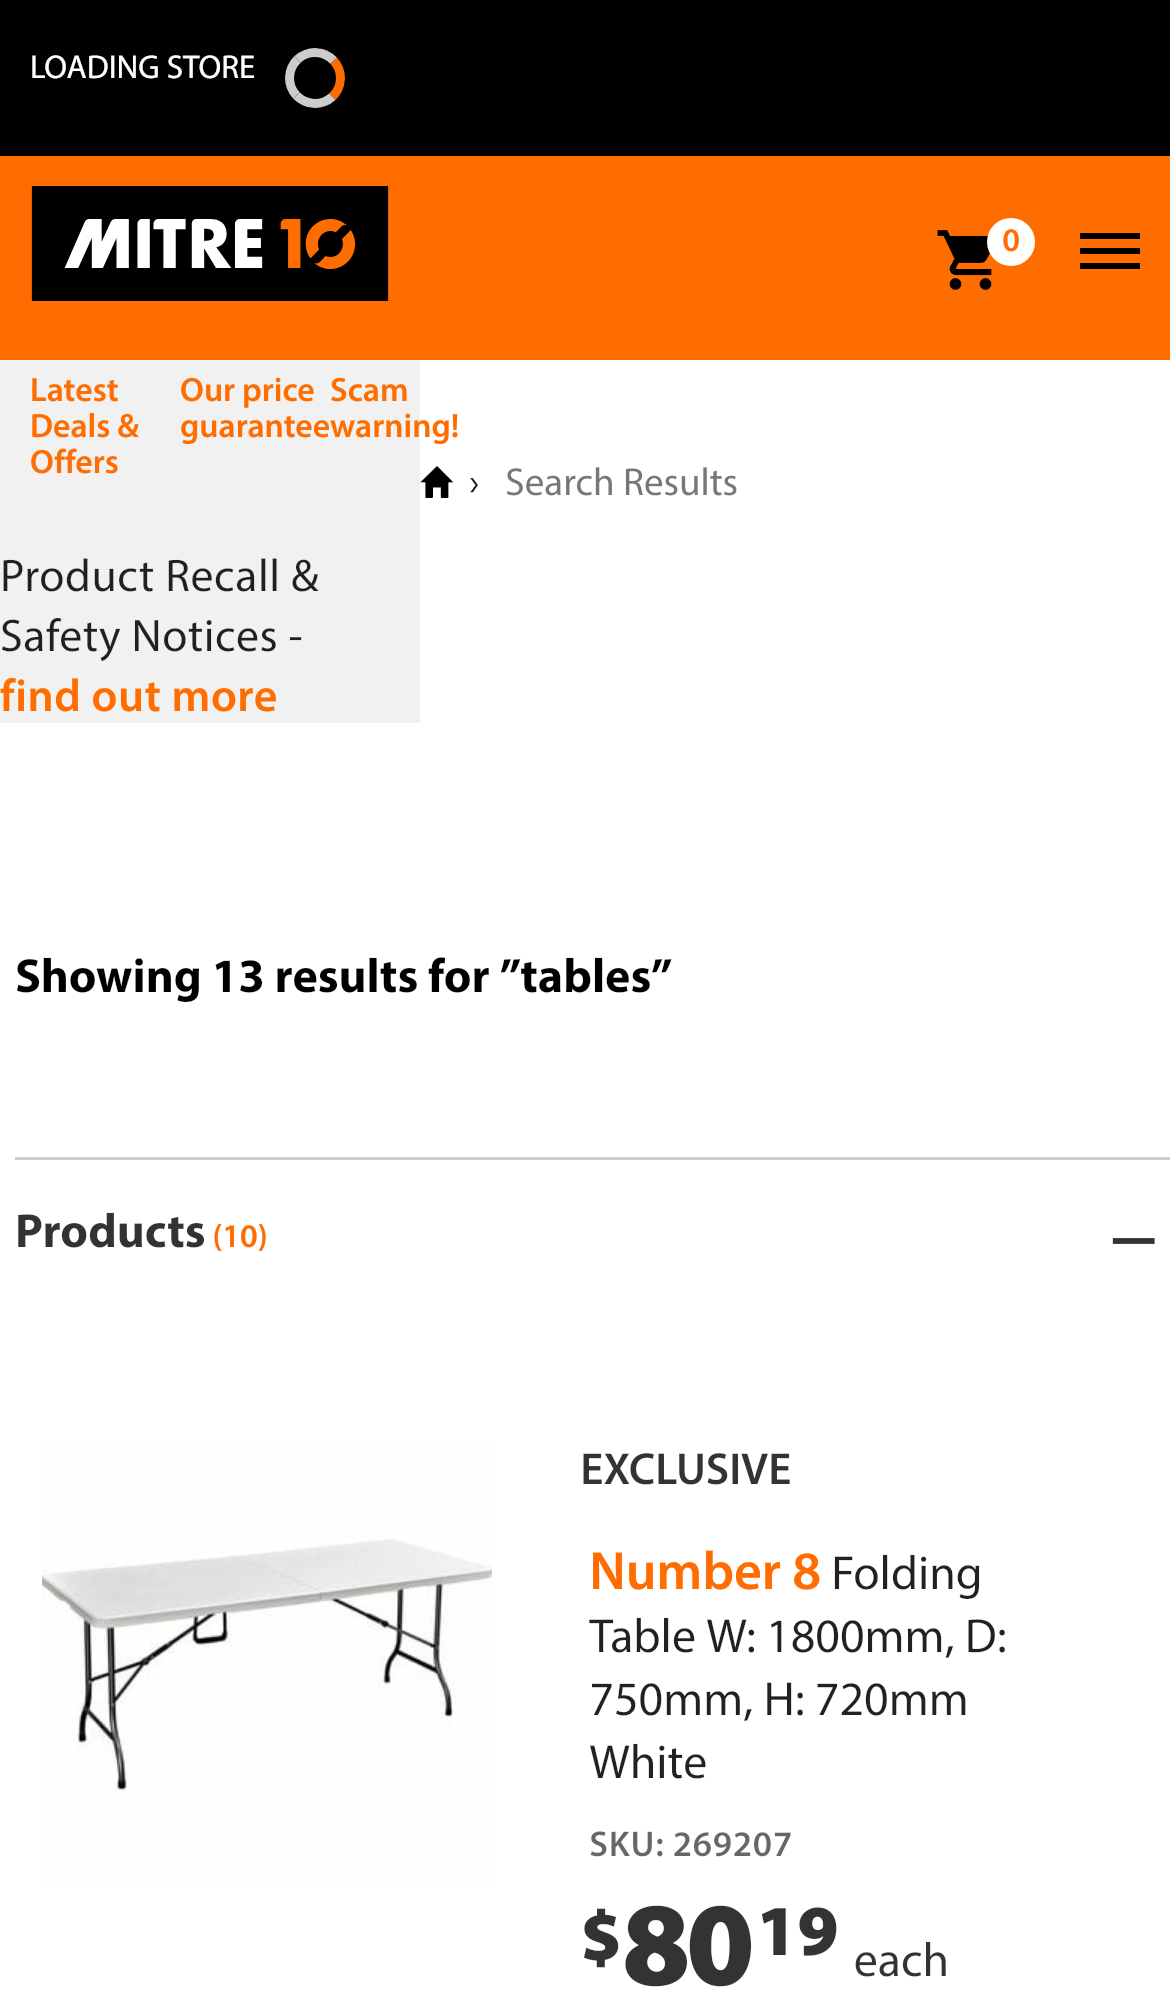 LOADING STORE
MITRE 10
0
Latest
Deals &
Offers
Our price
guarantee
Scam
warning!
› Search Results
Product Recall &
Safety Notices -
find out more
Showing 13 results for ”tables”
Products (10)
EXCLUSIVE
Number 8 Folding
Table W: 1800mm, D:
750mm, H: 720mm
White
SKU: 269207
$80 19 each